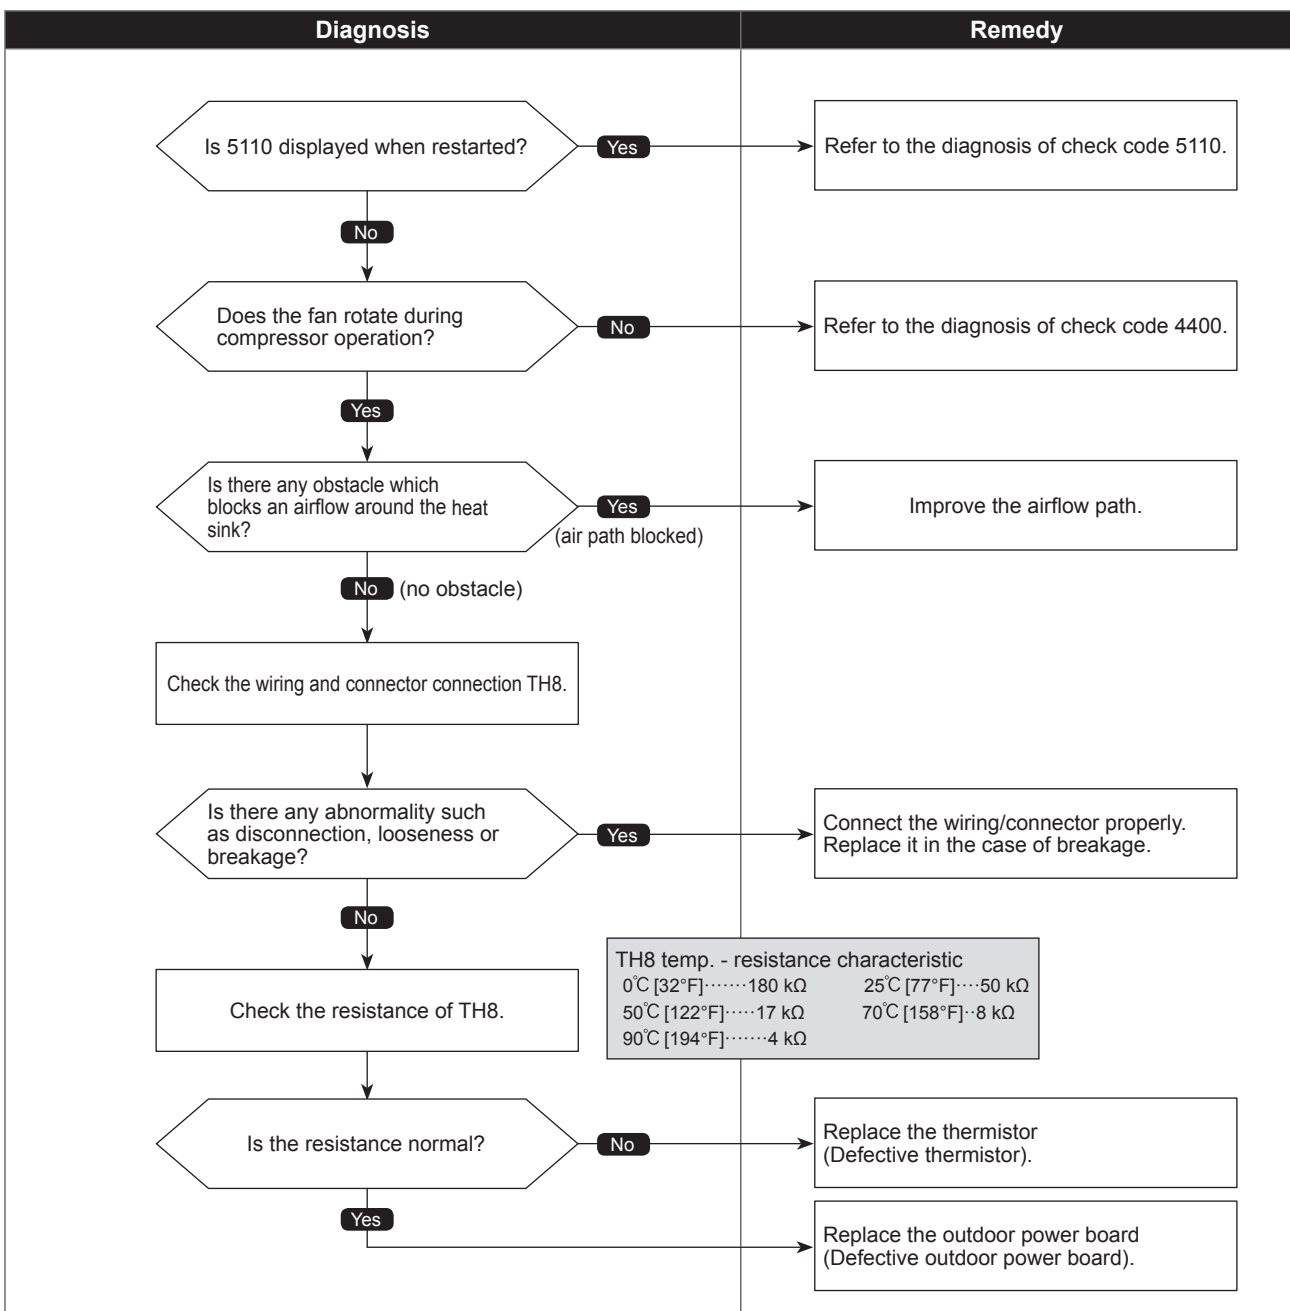 Diagnosis
Remedy
Is 5110 displayed when restarted?
Yes
Refer to the diagnosis of check code 5110.
No
Does the fan rotate during
compressor operation?
No
Refer to the diagnosis of check code 4400.
Yes
Is there any obstacle which
blocks an airflow around the heat
sink?
Yes
(air path blocked)
Improve the airflow path.
No (no obstacle)
Check the wiring and connector connection TH8.
Is there any abnormality such
as disconnection, looseness or
breakage?
Yes
Connect the wiring/connector properly.
Replace it in the case of breakage.
No
TH8 temp. - resistance characteristic
0℃ [32°F]·······180 kΩ 25℃ [77°F]····50 kΩ
50℃ [122°F]·····17 kΩ 70℃ [158°F]··8 kΩ
90℃ [194°F]·······4 kΩ
Check the resistance of TH8.
Is the resistance normal?
No
Replace the thermistor
(Defective thermistor).
Yes
Replace the outdoor power board
(Defective outdoor power board).